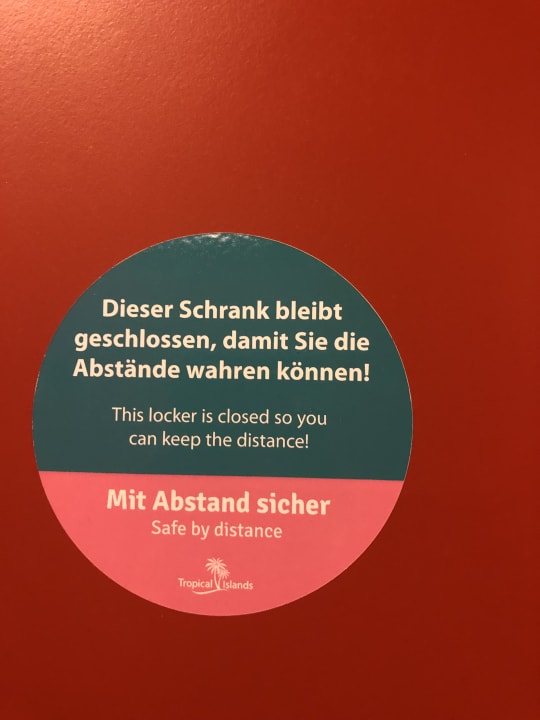 Dieser Schrank bleibt
geschlossen, damit Sie die
Abstände wahren können!
This locker is closed so you
can keep the distance!
Mit Abstand sicher
Safe by distance
Tropical Islands